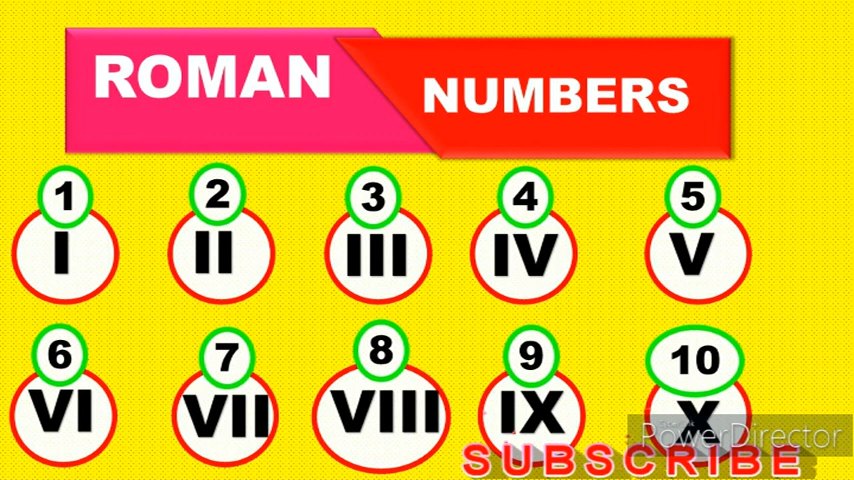 ROMAN NUMBERS
1 2 3 4 5
I II III IV V
6 7 8 9 10
VI VII VIII IX X
PowerDirector
SUBSCRIBE